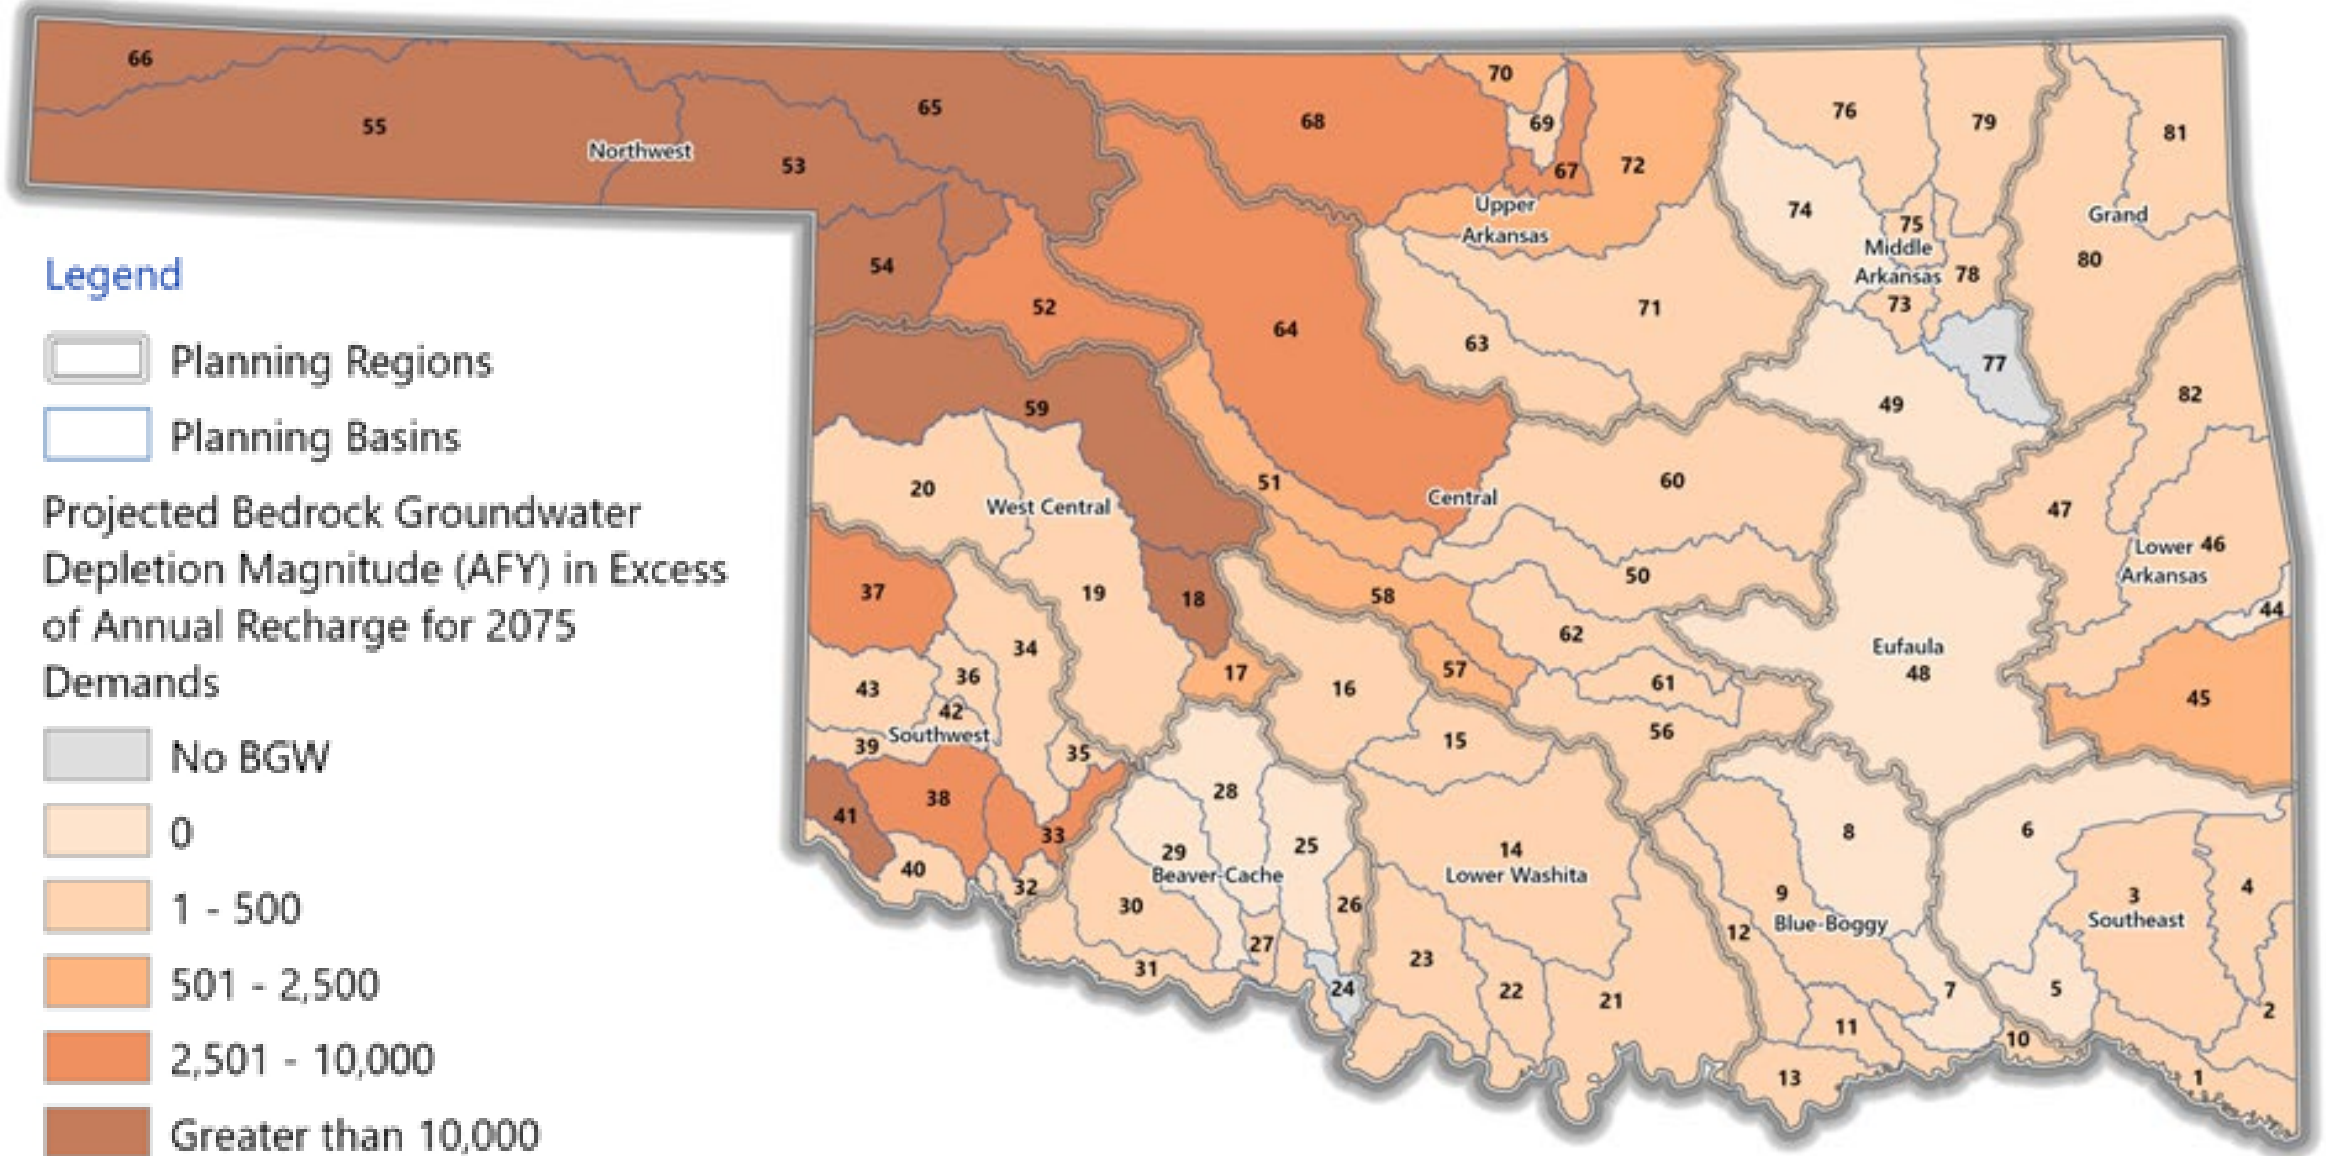 66
65
55
Northwest
53
68
70
69
67
72
76
79
81
Upper
Arkansas
74
75
Grand
Middle
Arkansas
78
80
73
54
52
64
71
63
77
49
82
59
51
Central
60
20
West Central
47
Lower 46
Arkansas
44
37
19
18
58
50
62
Eufaula
48
34
36
43
42
Southwest
39
35
17
16
57
61
56
45
15
41
38
33
40
32
28
29
25
Beaver-Cache
30
26
27
31
24
14
Lower Washita
23
22
21
8
9
12
Blue-Boggy
11
7
13
6
3
Southeast
4
5
10
2
1
Legend
Planning Regions
Planning Basins
Projected Bedrock Groundwater
Depletion Magnitude (AFY) in Excess
of Annual Recharge for 2075
Demands
No BGW
0
1 - 500
501 - 2,500
2,501 - 10,000
Greater than 10,000